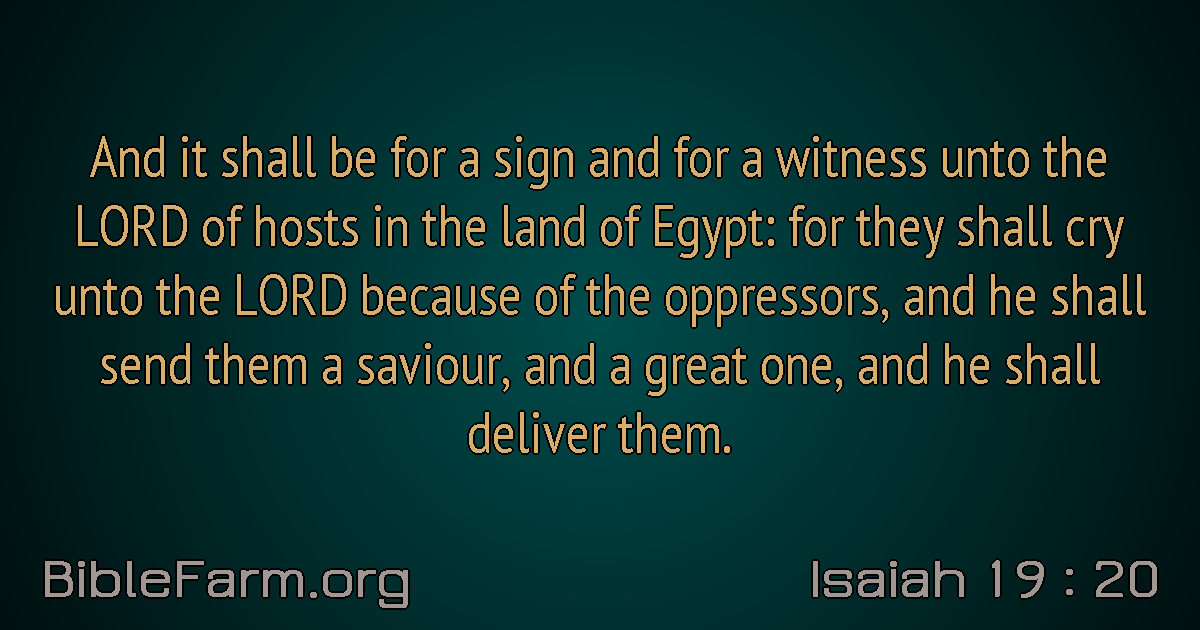 And it shall be for a sign and for a witness unto the
LORD of hosts in the land of Egypt: for they shall cry
unto the LORD because of the oppressors, and he shall
send them a saviour, and a great one, and he shall
deliver them.
BibleFarm.org
Isaiah 19 : 20